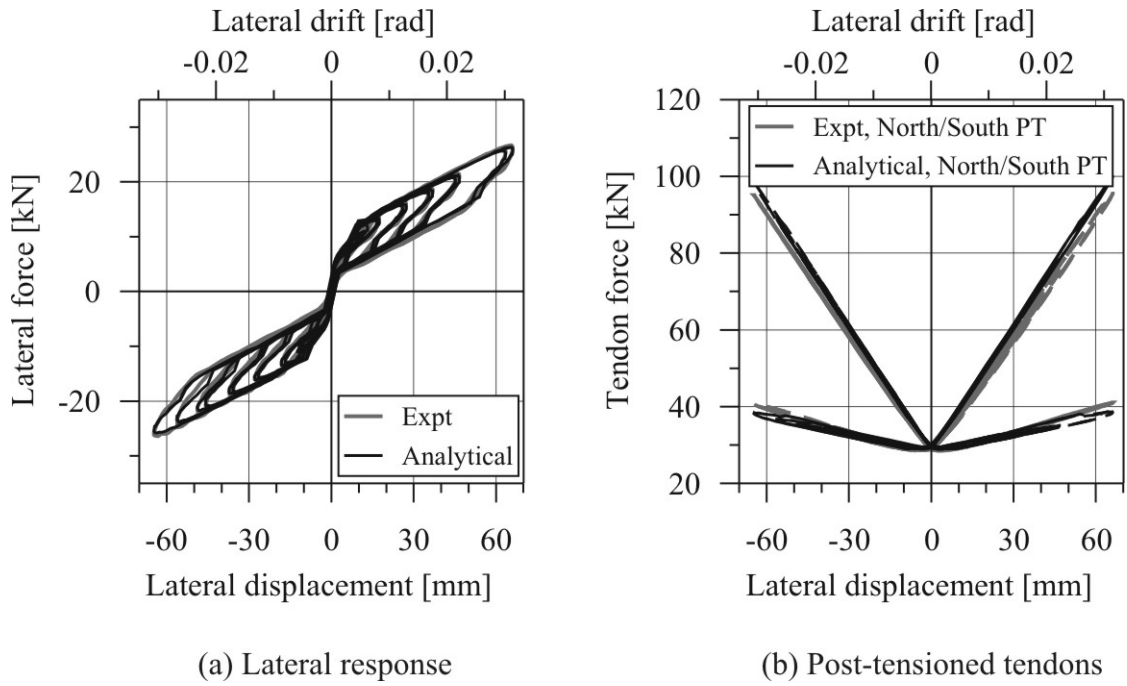 Lateral drift [rad]
-0.02 0 0.02
Lateral force [kN]
20
0
-20
Expt
Analytical
-60 -30 0 30 60
Lateral displacement [mm]
(a) Lateral response
Lateral drift [rad]
-0.02 0 0.02
Tendon force [kN]
120
100
80
60
40
20
Expt, North/South PT
Analytical, North/South PT
-60 -30 0 30 60
Lateral displacement [mm]
(b) Post-tensioned tendons